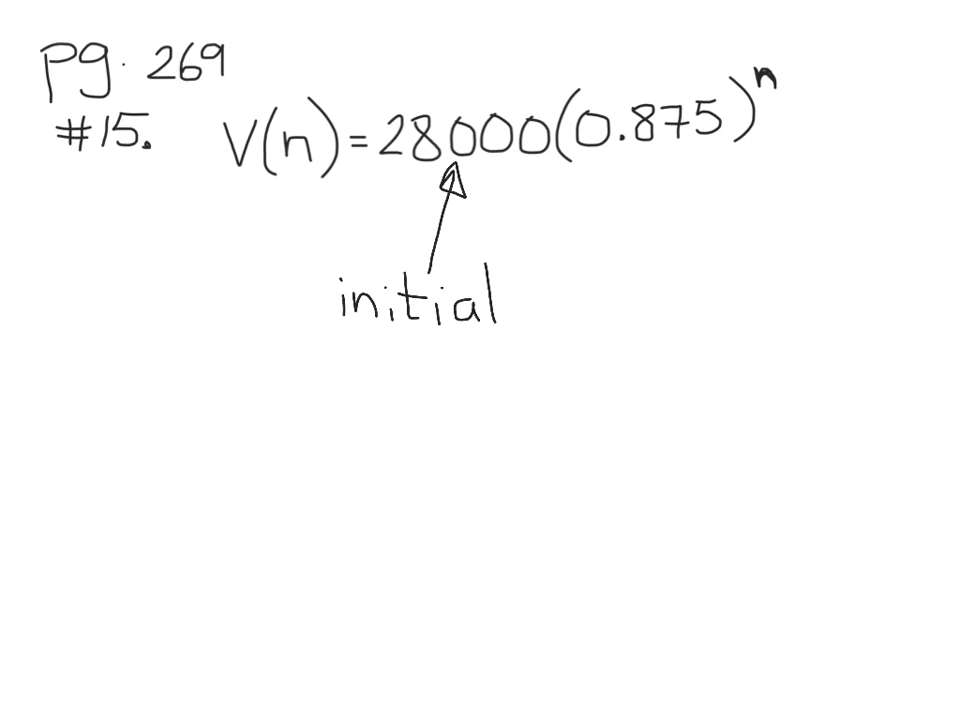 pg. 269
#15. V(n)=28000(0.875)ⁿ
initial